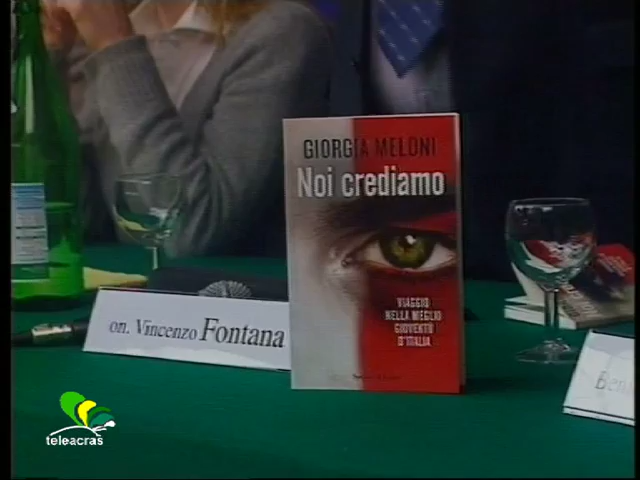 GIORGIA MELONI
Noi crediamo
VIAGGIO
NELLA MEGLIO
GIOVENTÙ
D'ITALIA
on. Vincenzo Fontana
teleacras